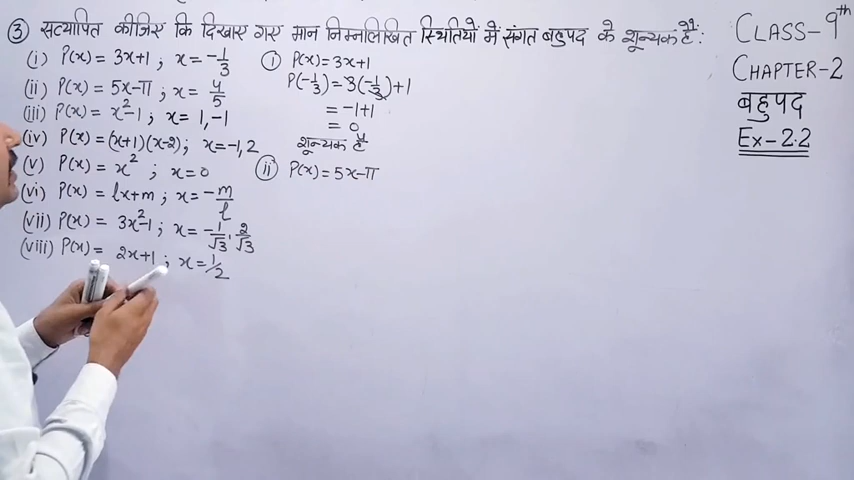 ③ सत्यापित कीजिए कि दिखाए गए मान निम्नलिखित स्थितियों में संगत बहुपद के शून्यक हैं:
(i) P(x) = 3x+1 ; x = -1/3
(ii) P(x) = 5x-π ; x = 4/5
(iii) P(x) = x²-1 ; x = 1,-1
(iv) P(x) = (x+1)(x-2) ; x = -1,2
(v) P(x) = x² ; x = 0
(vi) P(x) = lx+m ; x = -m/l
(vii) P(x) = 3x²-1 ; x = -1/√3, 2/√3
(viii) P(x) = 2x+1 ; x = 1/2
(i) P(x) = 3x+1
P(-1/3) = 3(-1/3)+1
= -1+1
= 0
शून्यक है
(ii) P(x) = 5x-π
CLASS-9th
CHAPTER-2
बहुपद
Ex-2.2